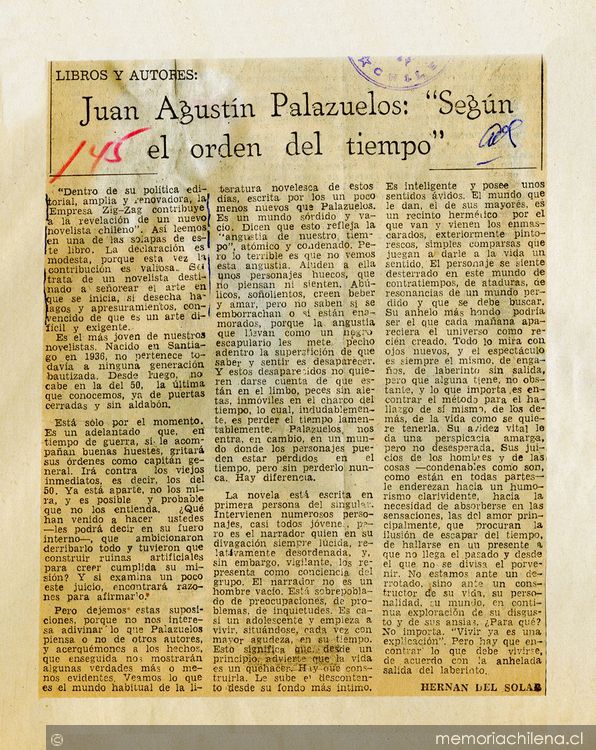 CHILE
LIBROS Y AUTORES:
Juan Agustín Palazuelos: “Según
el orden del tiempo”
145
“Dentro de su política edi-
torial, amplia y renovadora, la
Empresa Zig-Zag contribuye
a la revelación de un nuevo
novelista chileno”. Así leemos
en una de las solapas de es-
te libro. La declaración es
modesta, porque esta vez la
contribución es valiosa. Se
trata de un novelista desti-
nado a señorear el arte en
que se inicia, si desecha ha-
lagos y apresuramientos, con-
vencido de que es un arte di-
fícil y exigente.
Es el más joven de nuestros
novelistas. Nacido en Santia-
go en 1936, no pertenece to-
davía a ninguna generación
bautizada. Desde luego, no
cabe en la del 50, la última
que conocemos, ya de puertas
cerradas y sin aldabón.
Está solo por el momento.
Es un adelantado que, en
tiempo de guerra, si le acom-
pañan buenas huestes, gritará
sus órdenes como capitán ge-
neral. Irá contra los viejos
inmediatos, es decir, los del
50. Ya está aparte, no los mi-
ra, y es posible y probable
que no los entienda. ¿Qué
han venido a hacer ustedes
—les podrá decir en su fuero
interno—, que ambicionaron
derribarlo todo y tuvieron que
construir ruinas artificiales
para creer cumplida su mi-
sión? Y si examina un poco
este juicio, encontrará razo-
nes para afirmarlo.
Pero dejemos estas suposi-
ciones, porque no nos intere-
sa adivinar lo que Palazuelos
piensa o no de otros autores,
y acerquémonos a los hechos,
que enseguida nos mostrarán
algunas verdades más o me-
nos evidentes. Veamos lo que
es el mundo habitual de la li-
teratura novelesca de estos
días, escrita por los un poco
menos nuevos que Palazuelos.
Es un mundo sórdido y va-
cío. Dicen que esto refleja la
“angustia de nuestro tiem-
po”, atómico y condenado. Pe-
ro lo terrible es que no vemos
esta angustia. Aluden a ella
unos personajes huecos, que
no piensan ni sienten. Abú-
licos, soñolientos, creen beber
y amar, pero no saben si se
emborrachan o si están ena-
morados, porque la angustia
que llevan como un negro
escapulario les mete pecho
adentro la superstición de que
saber y sentir es desaparecer.
Y estos desaparecidos no quie-
ren darse cuenta de que es-
tán en el limbo, peces sin ale-
tas, inmóviles en el charco del
tiempo, lo cual, indudablemen-
te, es perder el tiempo lamen-
tablemente. Palazuelos, nos
entra, en cambio, en un mun-
do donde los personajes pue-
den estar perdidos en el
tiempo, pero sin perderlo nun-
ca. Hay diferencia.
La novela está escrita en
primera persona del singular.
Intervienen numerosos perso-
najes, casi todos jóvenes, pe-
ro es el narrador quien en su
divagación siempre lúcida, re-
lativamente desordenada, y,
sin embargo, vigilante, los re-
presenta como conciencia del
grupo. El narrador no es un
hombre vacío. Está sobrepobla-
do de preocupaciones, de pro-
blemas, de inquietudes. Es ca-
si un adolescente y empieza a
vivir, situándose, cada vez con
mayor agudeza, en su tiempo.
Esto significa que, desde un
principio, advierte que la vida
es un quehacer. Hay que cons-
truirla. Le sube el desconten-
to desde su fondo más íntimo.
Es inteligente y posee unos
sentidos ávidos. El mundo que
le dan, el de sus mayores, es
un recinto hermético por el
que van y vienen los enmas-
carados, exteriormente pinto-
rescos, simples comparsas que
juegan a darle a la vida un
sentido. El personaje se siente
desterrado en este mundo de
contratiempos, de ataduras, de
resonancias de un mundo per-
dido y que se debe buscar.
Su anhelo más hondo podría
ser el que cada mañana apa-
reciera el universo como re-
cién creado. Todo lo mira con
ojos nuevos, y el espectáculo
es siempre el mismo, de enga-
ños, de laberinto sin salida,
pero que alguna tiene, no obs-
tante, y lo que importa es en-
contrar el método para el ha-
llazgo de sí mismo, de los de-
más, de la vida como se quie-
re tenerla. Su avidez vital le
da una perspicacia amarga,
pero no desesperada. Sus jui-
cios de los hombres y de las
cosas —condenables como son,
como están en todas partes—
le enderezan hacia un humo-
rismo clarividente, hacia la
necesidad de absorberse en las
sensaciones, las del amor prin-
cipalmente, que procuran la
ilusión de escapar del tiempo,
de hallarse en un presente a
que no llega el pasado y desde
el que no se divisa el porve-
nir. No estamos ante un de-
rrotado, sino ante un cons-
tructor de su vida, su perso-
nalidad, su mundo, en conti-
nua exploración de su disgus-
to y de sus ansias. ¿Para qué?
No importa. “Vivir ya es una
explicación”. Pero hay que en-
contrar lo que debe vivirse,
de acuerdo con la anhelada
salida del laberinto.
HERNAN DEL SOLAR
© memoriachilena.cl